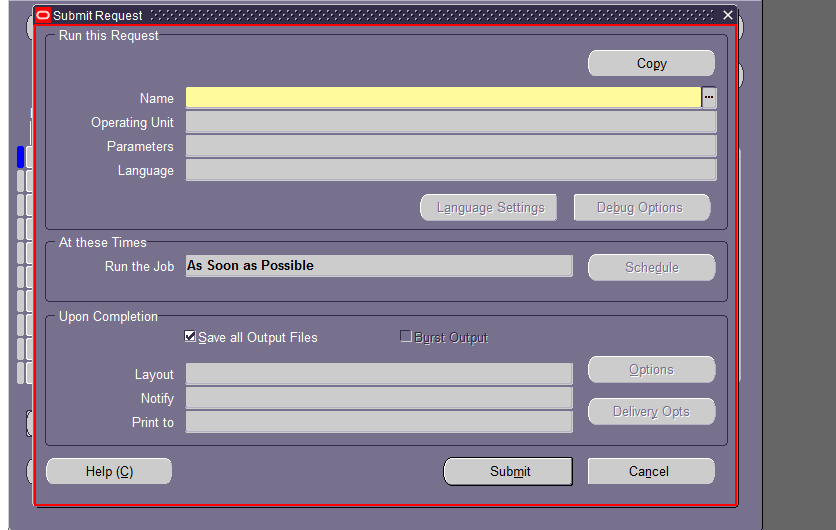 Submit Request
Run this Request
Copy
Name
...
Operating Unit
Parameters
Language
Language Settings
Debug Options
At these Times
Run the Job
As Soon as Possible
Schedule
Upon Completion
Save all Output Files
Burst Output
Layout
Options
Notify
Delivery Opts
Print to
Help (C)
Submit
Cancel